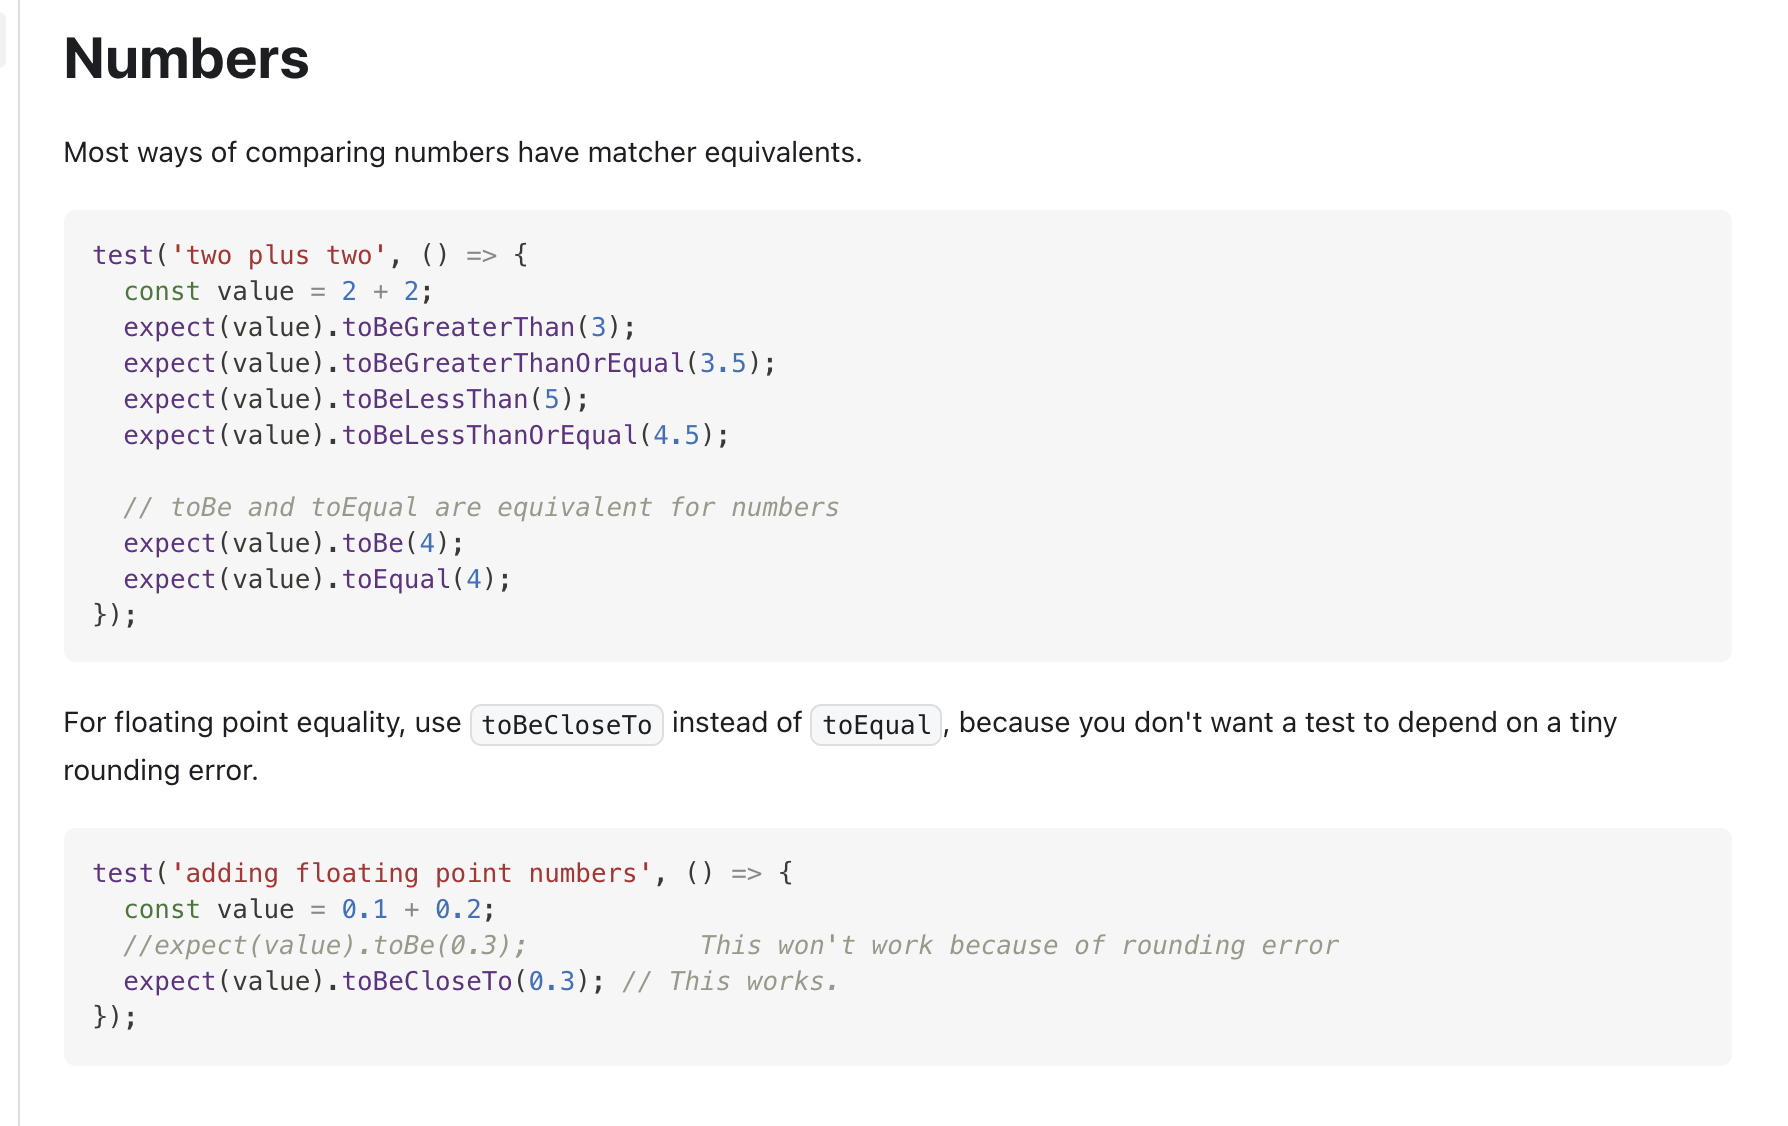 Numbers
Most ways of comparing numbers have matcher equivalents.
test('two plus two', () => {
  const value = 2 + 2;
  expect(value).toBeGreaterThan(3);
  expect(value).toBeGreaterThanOrEqual(3.5);
  expect(value).toBeLessThan(5);
  expect(value).toBeLessThanOrEqual(4.5);

  // toBe and toEqual are equivalent for numbers
  expect(value).toBe(4);
  expect(value).toEqual(4);
});
For floating point equality, use toBeCloseTo instead of toEqual, because you don't want a test to depend on a tiny
rounding error.
test('adding floating point numbers', () => {
  const value = 0.1 + 0.2;
  //expect(value).toBe(0.3);           This won't work because of rounding error
  expect(value).toBeCloseTo(0.3); // This works.
});